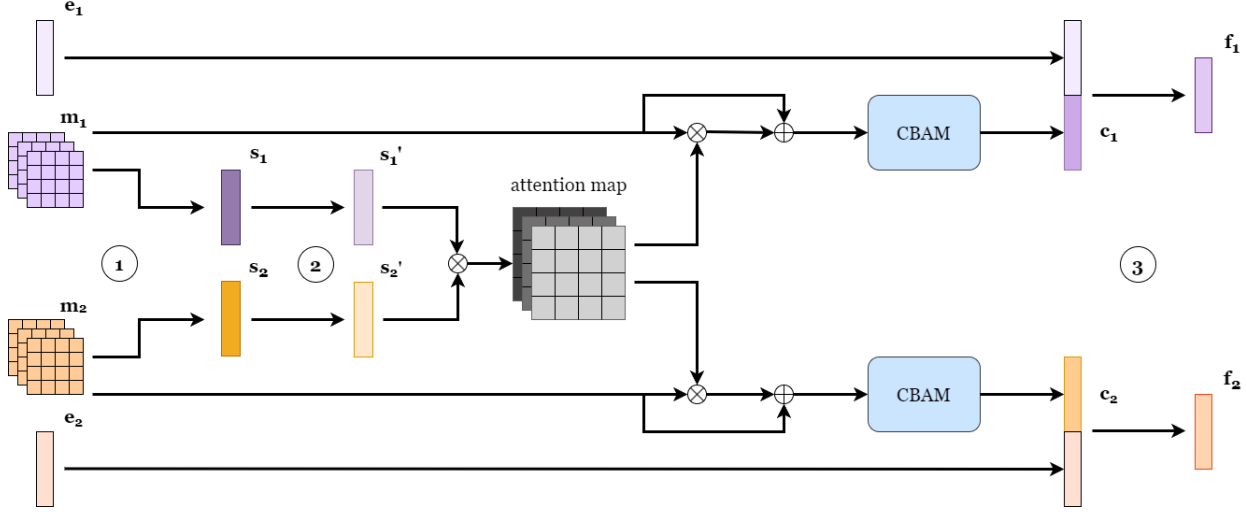 e₁
f₁
m₁
CBAM
c₁
s₁
s₁'
attention map
1
2
3
s₂
s₂'
m₂
CBAM
c₂
f₂
e₂